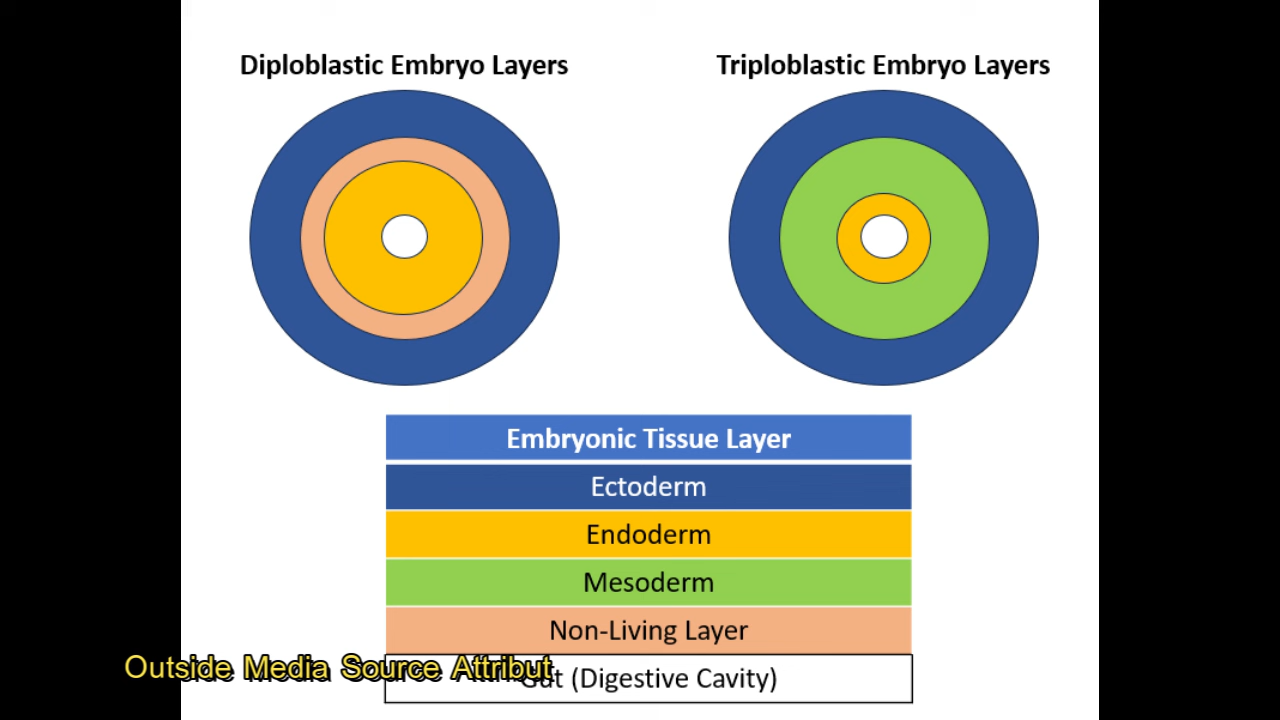 Diploblastic Embryo Layers
Triploblastic Embryo Layers
Embryonic Tissue Layer
Ectoderm
Endoderm
Mesoderm
Non-Living Layer
Outside Media Source Attribut
Gut (Digestive Cavity)